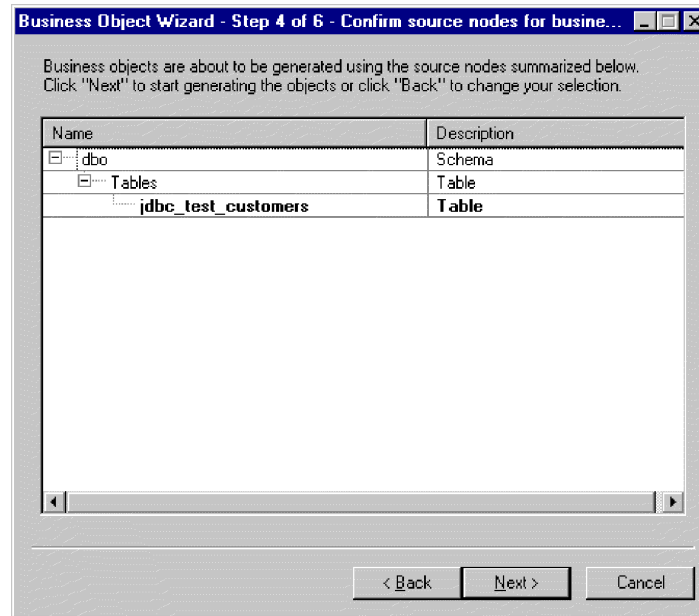 Business Object Wizard - Step 4 of 6 - Confirm source nodes for busine...
Business objects are about to be generated using the source nodes summarized below.
Click "Next" to start generating the objects or click "Back" to change your selection.
Name Description
dbo Schema
Tables Table
jdbc_test_customers Table
< Back Next > Cancel